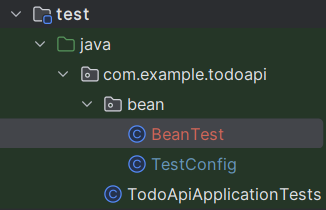 test
java
com.example.todoapi
bean
BeanTest
TestConfig
TodoApiApplicationTests